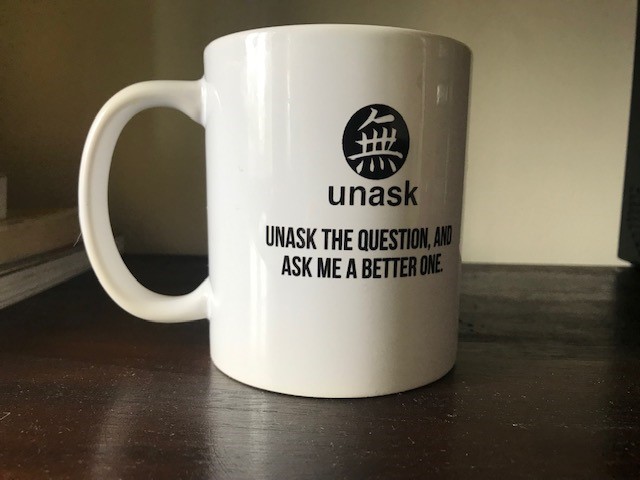 無
unask
UNASK THE QUESTION, AND
ASK ME A BETTER ONE.